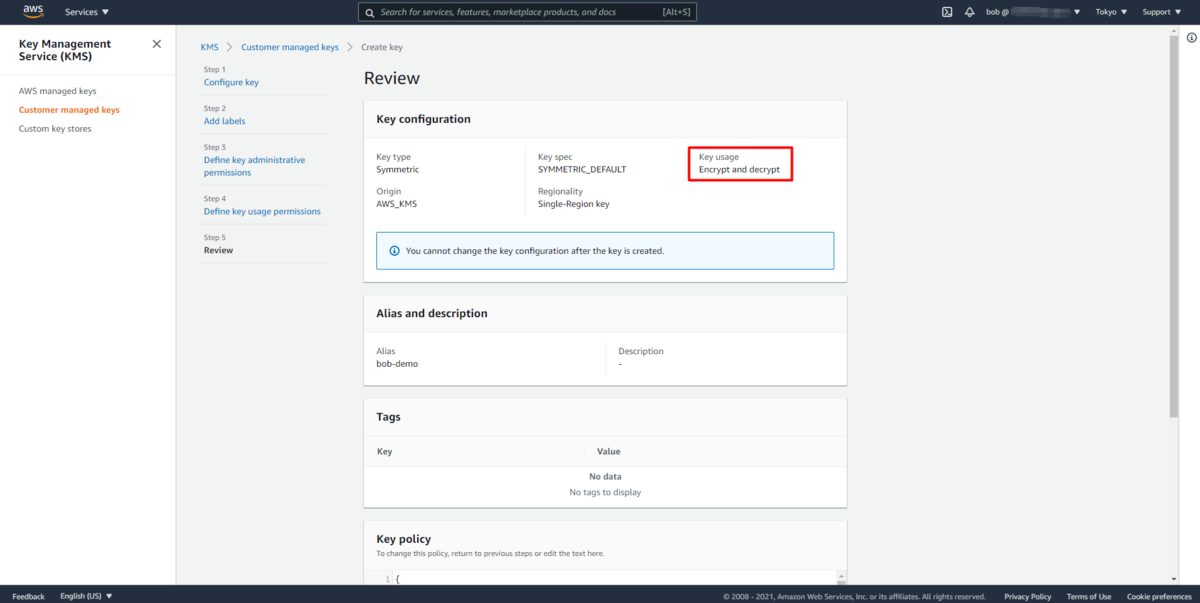 aws
Services
Search for services, features, marketplace products, and docs [Alt+S]
bob @
Tokyo
Support
Key Management
Service (KMS)
AWS managed keys
Customer managed keys
Custom key stores
KMS
Customer managed keys
Create key
Step 1
Configure key
Step 2
Add labels
Step 3
Define key administrative
permissions
Step 4
Define key usage permissions
Step 5
Review
Review
Key configuration
Key type
Symmetric
Key spec
SYMMETRIC_DEFAULT
Key usage
Encrypt and decrypt
Origin
AWS_KMS
Regionality
Single-Region key
You cannot change the key configuration after the key is created.
Alias and description
Alias
bob-demo
Description
-
Tags
Key
Value
No data
No tags to display
Key policy
To change this policy, return to previous steps or edit the text here.
1 {
Feedback
English (US)
© 2008 - 2021, Amazon Web Services, Inc. or its affiliates. All rights reserved.
Privacy Policy
Terms of Use
Cookie preferences